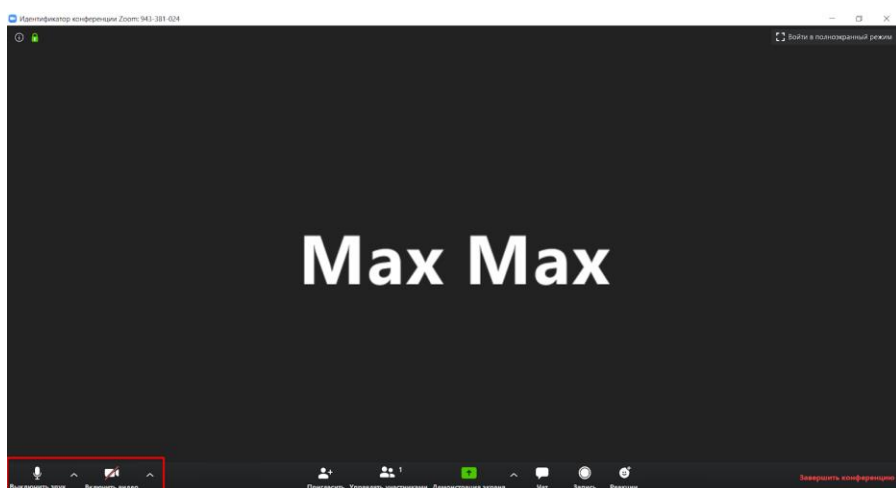 Идентификатор конференции Zoom: 943-381-024
Войти в полноэкранный режим
Max Max
Выключить звук Включить видео Пригласить Управлять участниками 1 Демонстрация экрана Чат Запись Реакции Завершить конференцию